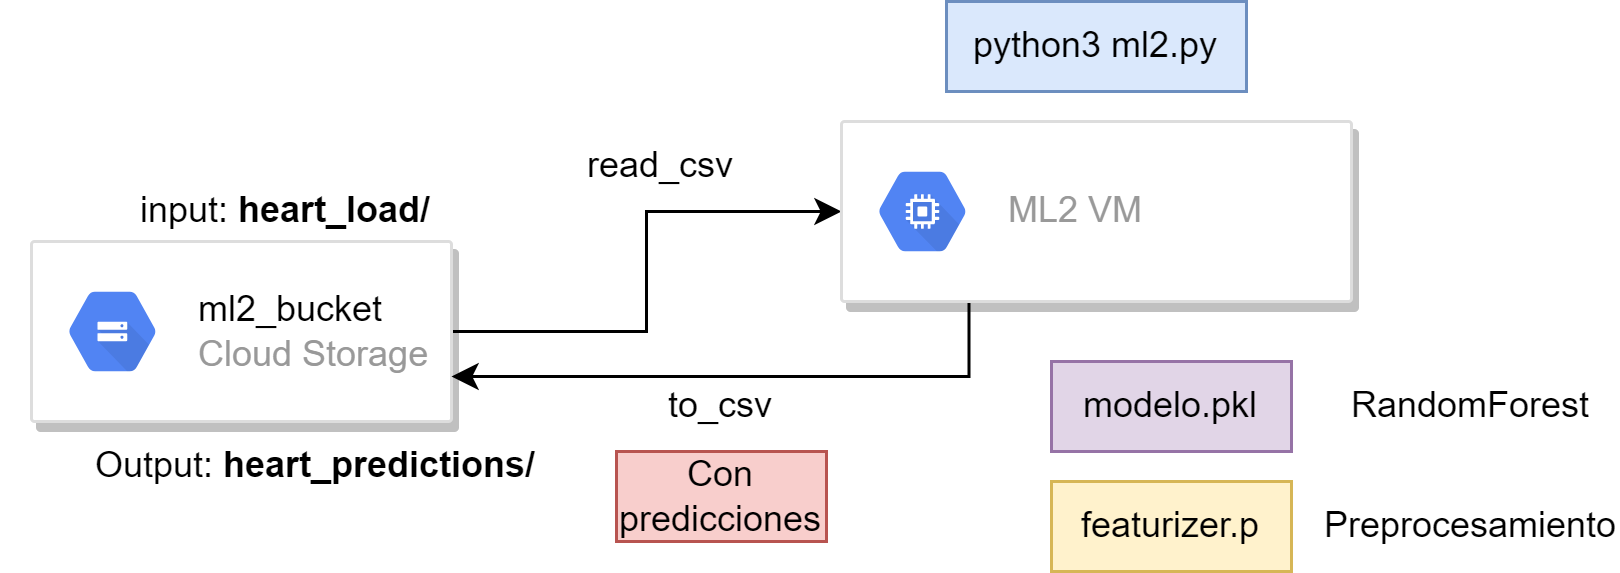 python3 ml2.py
read_csv
ML2 VM
input: heart_load/
ml2_bucket
Cloud Storage
to_csv
Output: heart_predictions/
Con
predicciones
modelo.pkl
RandomForest
featurizer.p
Preprocesamiento